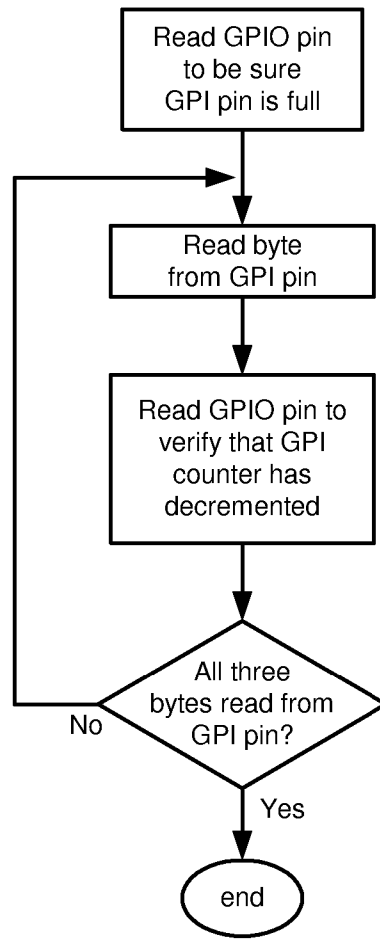 Read GPIO pin
to be sure
GPI pin is full
Read byte
from GPI pin
Read GPIO pin to
verify that GPI
counter has
decremented
All three
bytes read from
GPI pin?
No
Yes
end